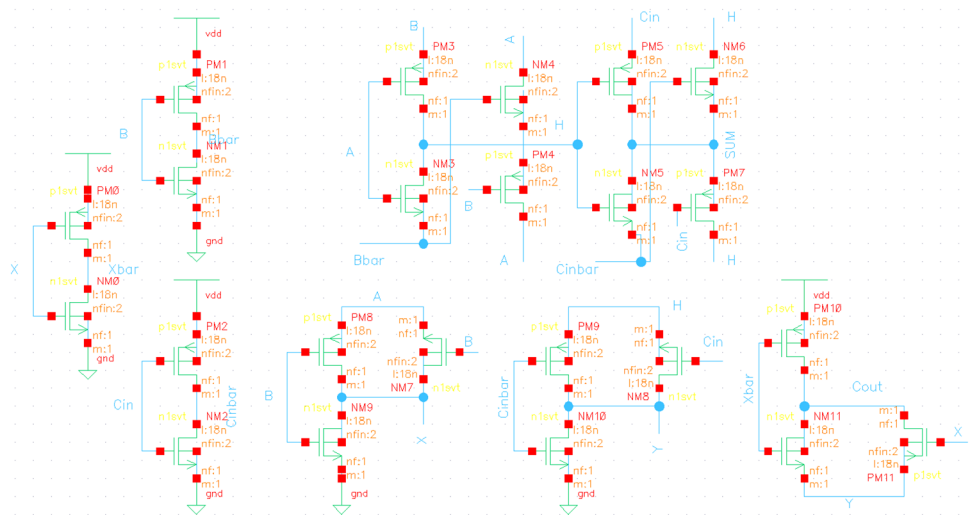 vdd
p1svt
PM1
l:18n
nfin:2
nf:1
m:1
B
Bbar
n1svt
NM1
l:18n
nfin:2
nf:1
m:1
gnd
vdd
p1svt
PM0
l:18n
nfin:2
nf:1
m:1
X
Xbar
n1svt
NM0
l:18n
nfin:2
nf:1
m:1
gnd
B
p1svt
PM3
l:18n
nfin:2
nf:1
m:1
A
n1svt
NM3
l:18n
nfin:2
nf:1
m:1
Bbar
A
n1svt
NM4
l:18n
nfin:2
nf:1
m:1
H
PM4
l:18n
nfin:2
nf:1
m:1
B
A
Cin
p1svt
PM5
l:18n
nfin:2
nf:1
m:1
n1svt
NM5
l:18n
nfin:2
nf:1
m:1
Cinbar
H
n1svt
NM6
l:18n
nfin:2
nf:1
m:1
SUM
p1svt
PM7
l:18n
nfin:2
nf:1
m:1
Cin
H
vdd
p1svt
PM2
l:18n
nfin:2
nf:1
m:1
Cin
Cinbar
n1svt
NM2
l:18n
nfin:2
nf:1
m:1
gnd
A
p1svt
PM8
l:18n
nfin:2
nf:1
m:1
m:1
nf:1
B
nfin:2
l:18n
NM7
p1svt
B
n1svt
NM9
l:18n
nfin:2
nf:1
m:1
gnd
X
H
p1svt
PM9
l:18n
nfin:2
nf:1
m:1
m:1
nf:1
Cin
nfin:2
l:18n
NM8
n1svt
Cinbar
n1svt
NM10
l:18n
nfin:2
nf:1
m:1
gnd
Y
vdd
p1svt
PM10
l:18n
nfin:2
nf:1
m:1
Xbar
Cout
n1svt
NM11
l:18n
nfin:2
nf:1
m:1
m:1
nf:1
X
nfin:2
l:18n
PM11
p1svt
Y